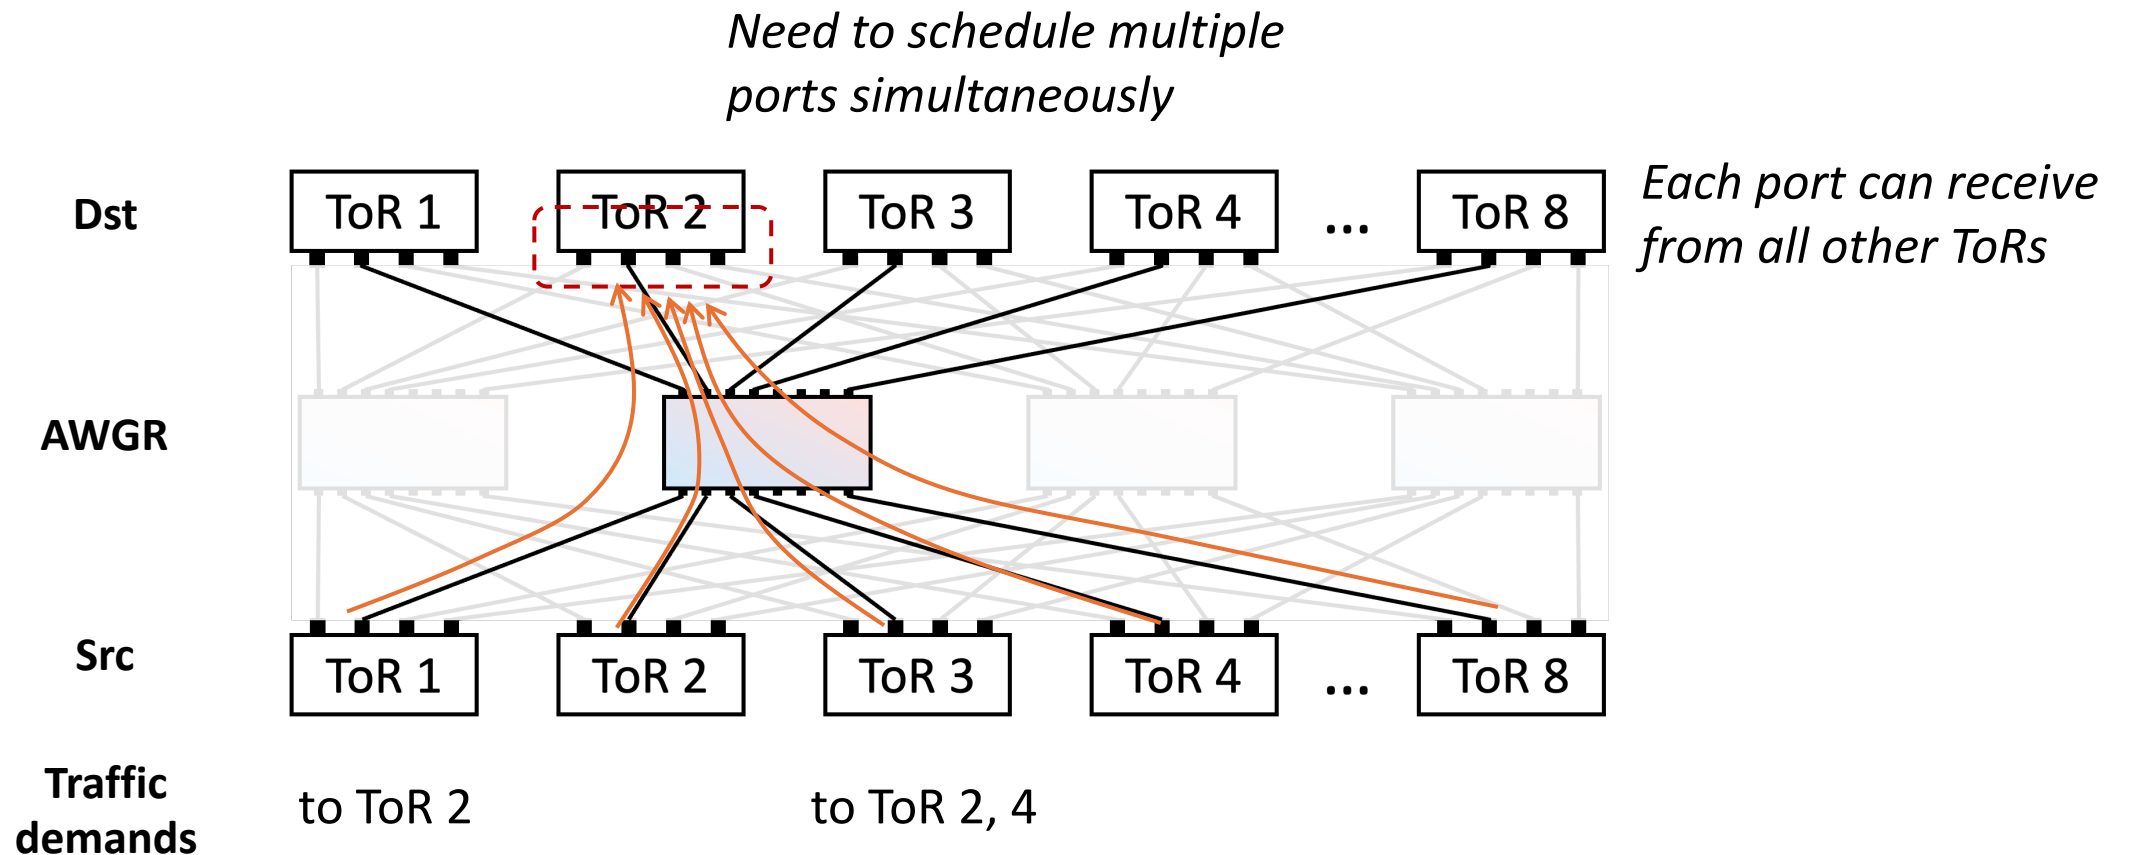 Need to schedule multiple
ports simultaneously
Dst
ToR 1
ToR 2
ToR 3
ToR 4
...
ToR 8
Each port can receive
from all other ToRs
AWGR
Src
ToR 1
ToR 2
ToR 3
ToR 4
...
ToR 8
Traffic
demands
to ToR 2
to ToR 2, 4